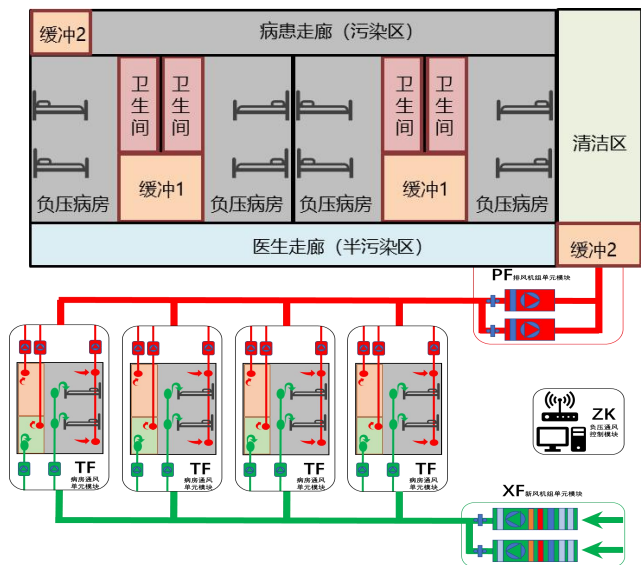 缓冲2
病患走廊（污染区）
卫生间
卫生间
卫生间
卫生间
清洁区
缓冲1
缓冲1
负压病房
负压病房
负压病房
负压病房
医生走廊（半污染区）
缓冲2
PF排风机组单元模块
ZK
负压通风
控制模块
TF
病房通风
单元模块
TF
病房通风
单元模块
TF
病房通风
单元模块
TF
病房通风
单元模块
XF新风机组单元模块